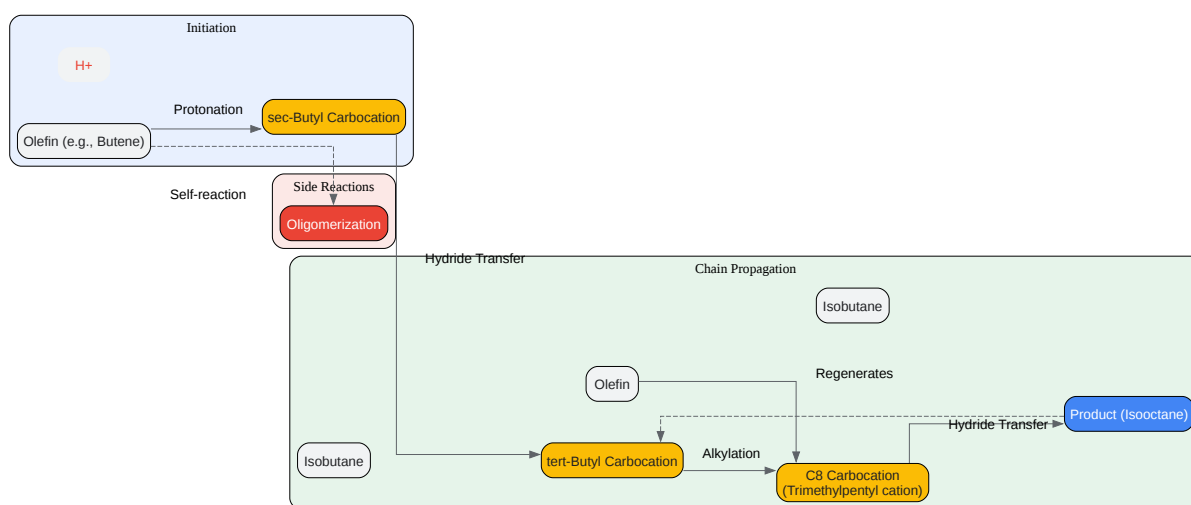 Initiation
H+
Protonation
sec-Butyl Carbocation
Olefin (e.g., Butene)
Self-reaction
Side Reactions
Oligomerization
Hydride Transfer
Chain Propagation
Isobutane
Olefin
Regenerates
Product (Isooctane)
Hydride Transfer
Isobutane
tert-Butyl Carbocation
Alkylation
C8 Carbocation
(Trimethylpentyl cation)